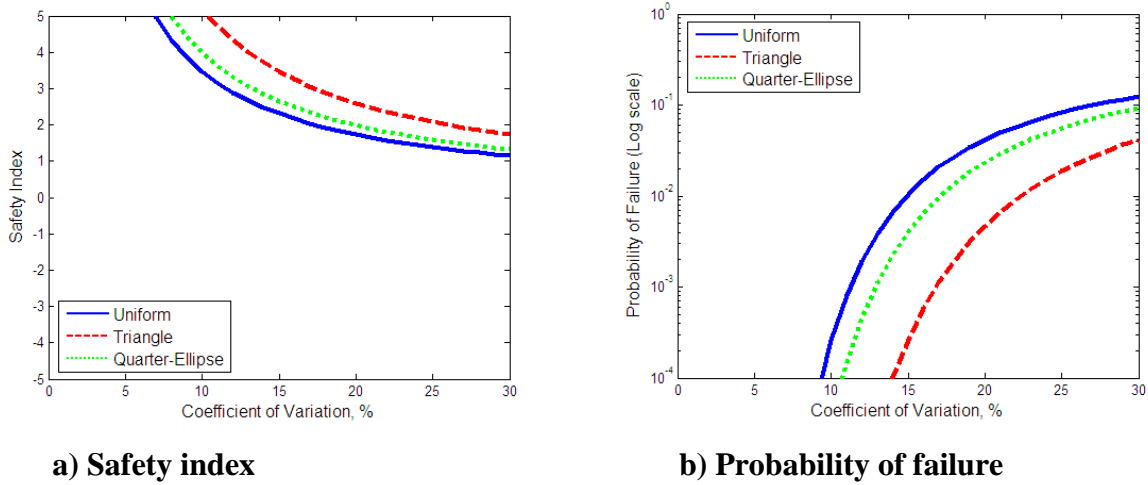 5
4
3
2
1
0
-1
-2
-3
-4
-5
Safety Index
Uniform
Triangle
Quarter-Ellipse
0 5 10 15 20 25 30
Coefficient of Variation, %
a) Safety index
10^0
10^-1
10^-2
10^-3
10^-4
Probability of Failure (Log scale)
Uniform
Triangle
Quarter-Ellipse
0 5 10 15 20 25 30
Coefficient of Variation, %
b) Probability of failure